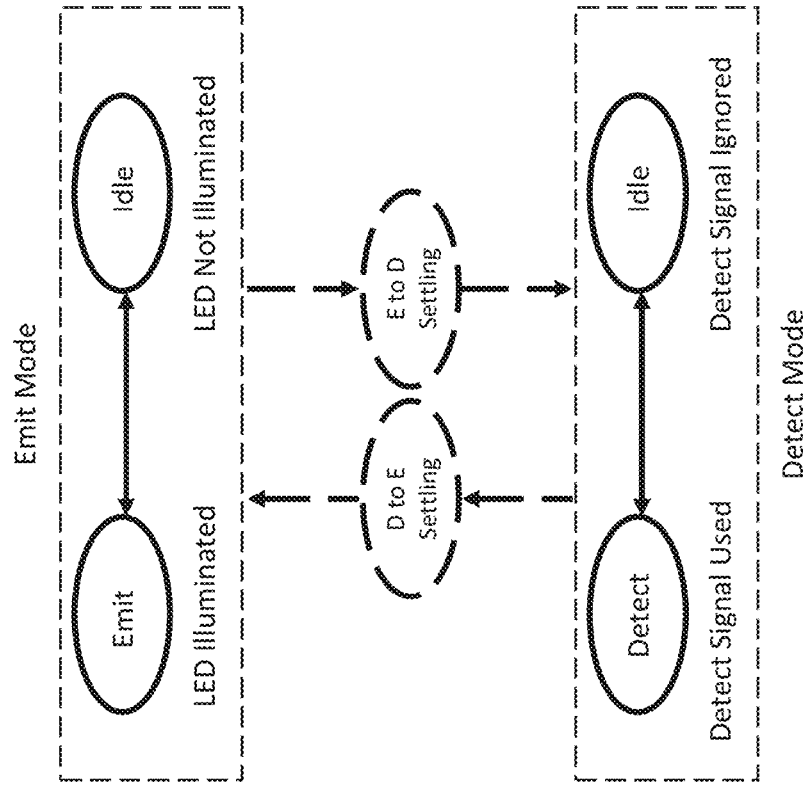 Emit Mode
Emit
Idle
LED Illuminated
LED Not Illuminated
D to E
Settling
E to D
Settling
Detect
Idle
Detect Signal Used
Detect Signal Ignored
Detect Mode